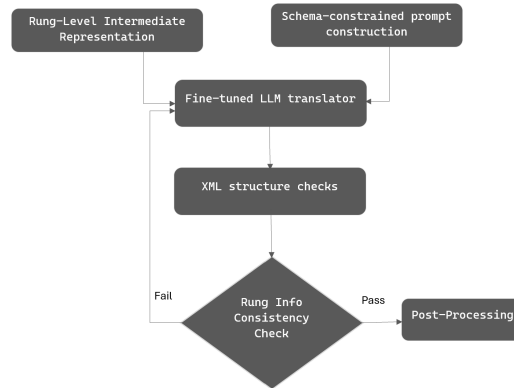 Rung-Level Intermediate
Representation
Schema-constrained prompt
construction
Fine-tuned LLM translator
XML structure checks
Rung Info
Consistency
Check
Fail
Pass
Post-Processing